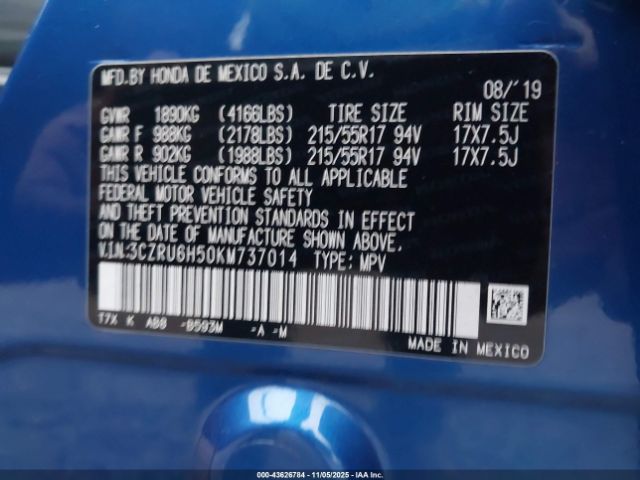 MFD.BY HONDA DE MEXICO S.A. DE C.V.
08/'19
GVWR 1890KG (4166LBS) TIRE SIZE RIM SIZE
GAWR F 988KG (2178LBS) 215/55R17 94V 17X7.5J
GAWR R 902KG (1988LBS) 215/55R17 94V 17X7.5J
THIS VEHICLE CONFORMS TO ALL APPLICABLE
FEDERAL MOTOR VEHICLE SAFETY
AND THEFT PREVENTION STANDARDS IN EFFECT
ON THE DATE OF MANUFACTURE SHOWN ABOVE.
V.I.N:3CZRU6H50KM737014 TYPE: MPV
T7X K AB8 -B593M -A -M
MADE IN MEXICO
000-43626784 - 11/05/2025 - IAA Inc.